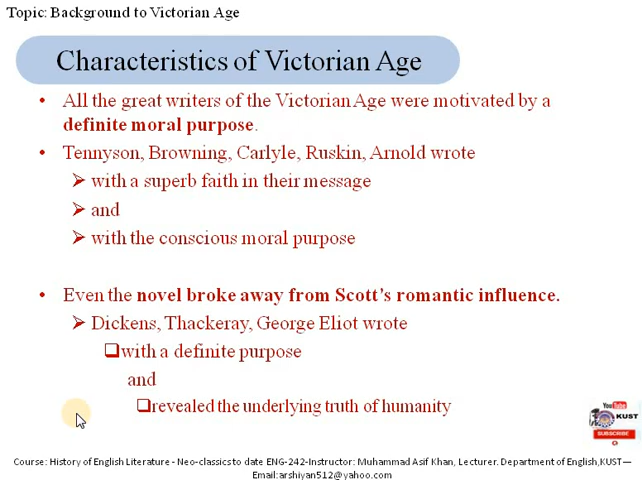 Topic: Background to Victorian Age
Characteristics of Victorian Age
• All the great writers of the Victorian Age were motivated by a
definite moral purpose.
• Tennyson, Browning, Carlyle, Ruskin, Arnold wrote
➢ with a superb faith in their message
➢ and
➢ with the conscious moral purpose
• Even the novel broke away from Scott's romantic influence.
➢ Dickens, Thackeray, George Eliot wrote
❑with a definite purpose
and
❑revealed the underlying truth of humanity
YouTube
KUST
SUBSCRIBE
Course: History of English Literature - Neo-classics to date ENG-242-Instructor: Muhammad Asif Khan, Lecturer. Department of English,KUST—
Email:arshiyan512@yahoo.com